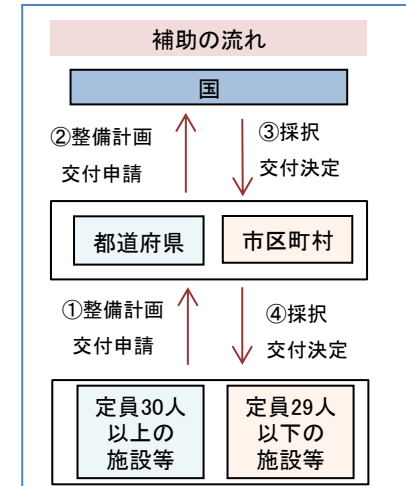 補助の流れ
国
②整備計画
交付申請
③採択
交付決定
都道府県
市区町村
①整備計画
交付申請
④採択
交付決定
定員30人
以上の
施設等
定員29人
以下の
施設等